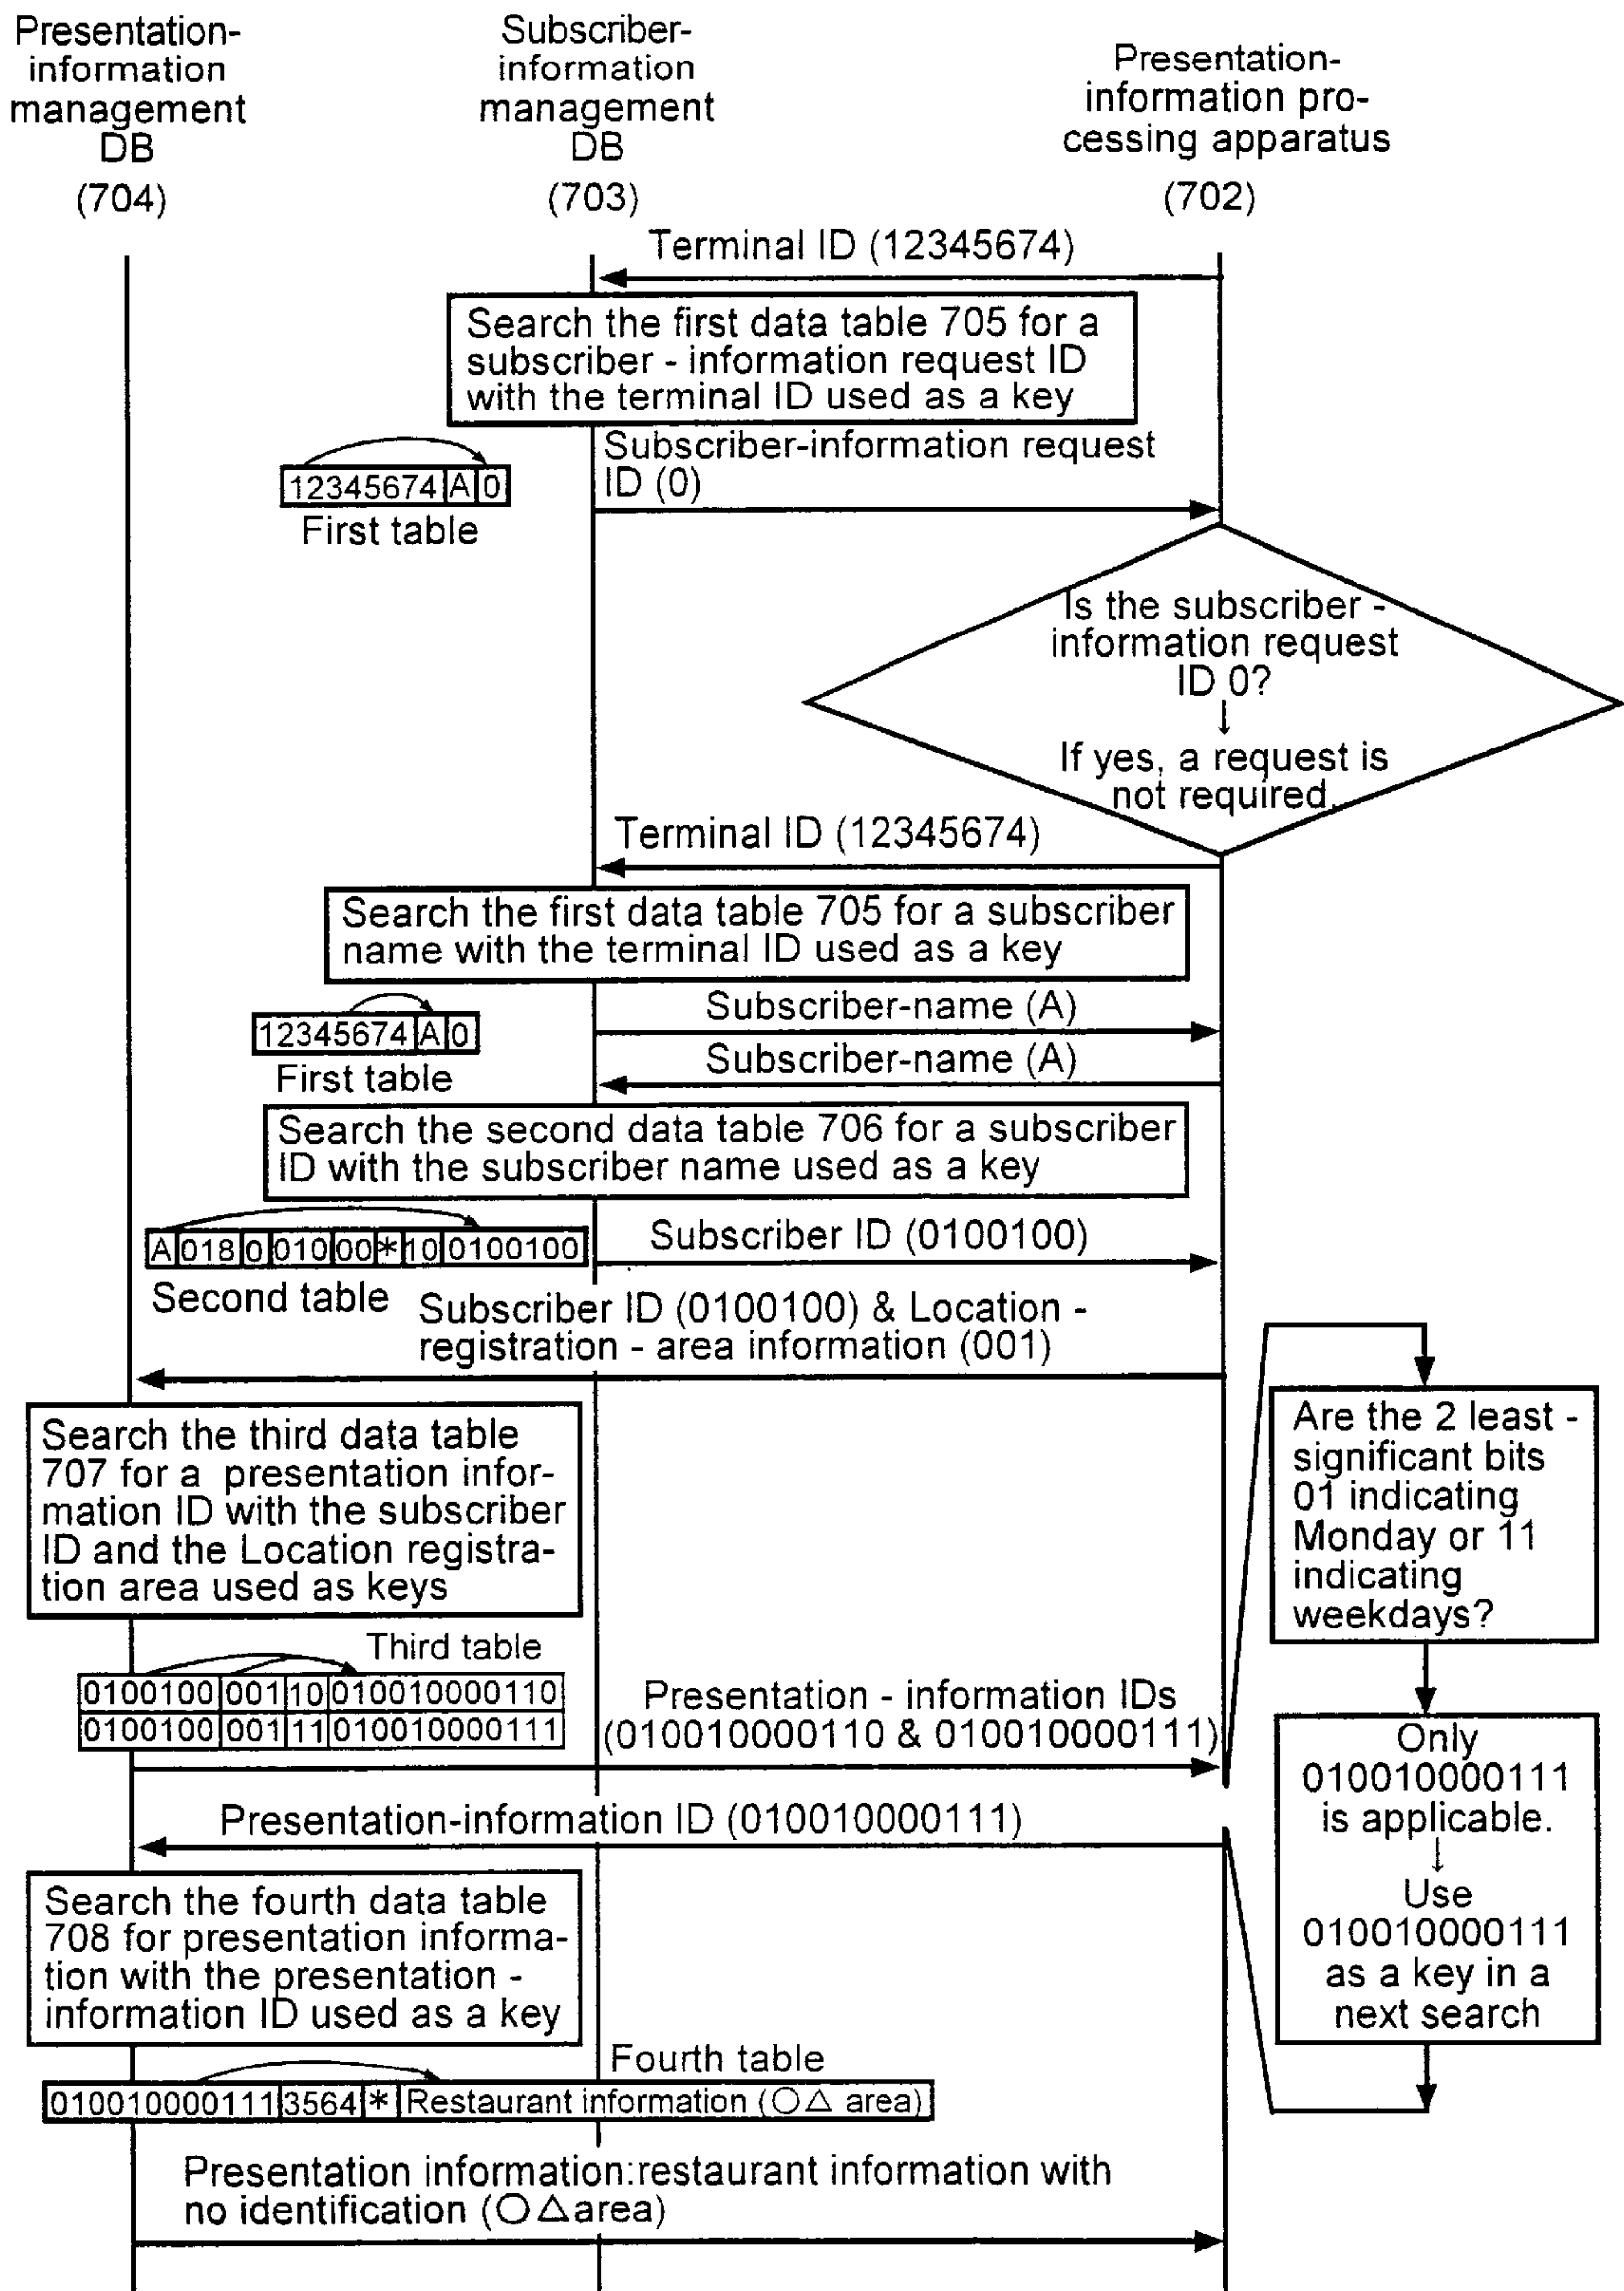 Presentation-
information
management
DB
(704)
Subscriber-
information
management
DB
(703)
Presentation-
information pro-
cessing apparatus
(702)
Terminal ID (12345674)
Search the first data table 705 for a
subscriber - information request ID
with the terminal ID used as a key
Subscriber-information request
ID (0)
12345674 A 0
First table
Is the subscriber -
information request
ID 0?
↓
If yes, a request is
not required.
Terminal ID (12345674)
Search the first data table 705 for a subscriber
name with the terminal ID used as a key
Subscriber-name (A)
12345674 A 0
First table
Subscriber-name (A)
Search the second data table 706 for a subscriber
ID with the subscriber name used as a key
A 018 0 010 00 * 10 0100100
Second table
Subscriber ID (0100100)
Subscriber ID (0100100) & Location -
registration - area information (001)
Search the third data table
707 for a presentation infor-
mation ID with the subscriber
ID and the Location registra-
tion area used as keys
Third table
0100100 001 10 010010000110
0100100 001 11 010010000111
Presentation - information IDs
(010010000110 & 010010000111)
Are the 2 least -
significant bits
01 indicating
Monday or 11
indicating
weekdays?
Only
010010000111
is applicable.
↓
Use
010010000111
as a key in a
next search
Presentation-information ID (010010000111)
Search the fourth data table
708 for presentation informa-
tion with the presentation -
information ID used as a key
Fourth table
010010000111 3564 * Restaurant information (○△ area)
Presentation information:restaurant information with
no identification (○△area)